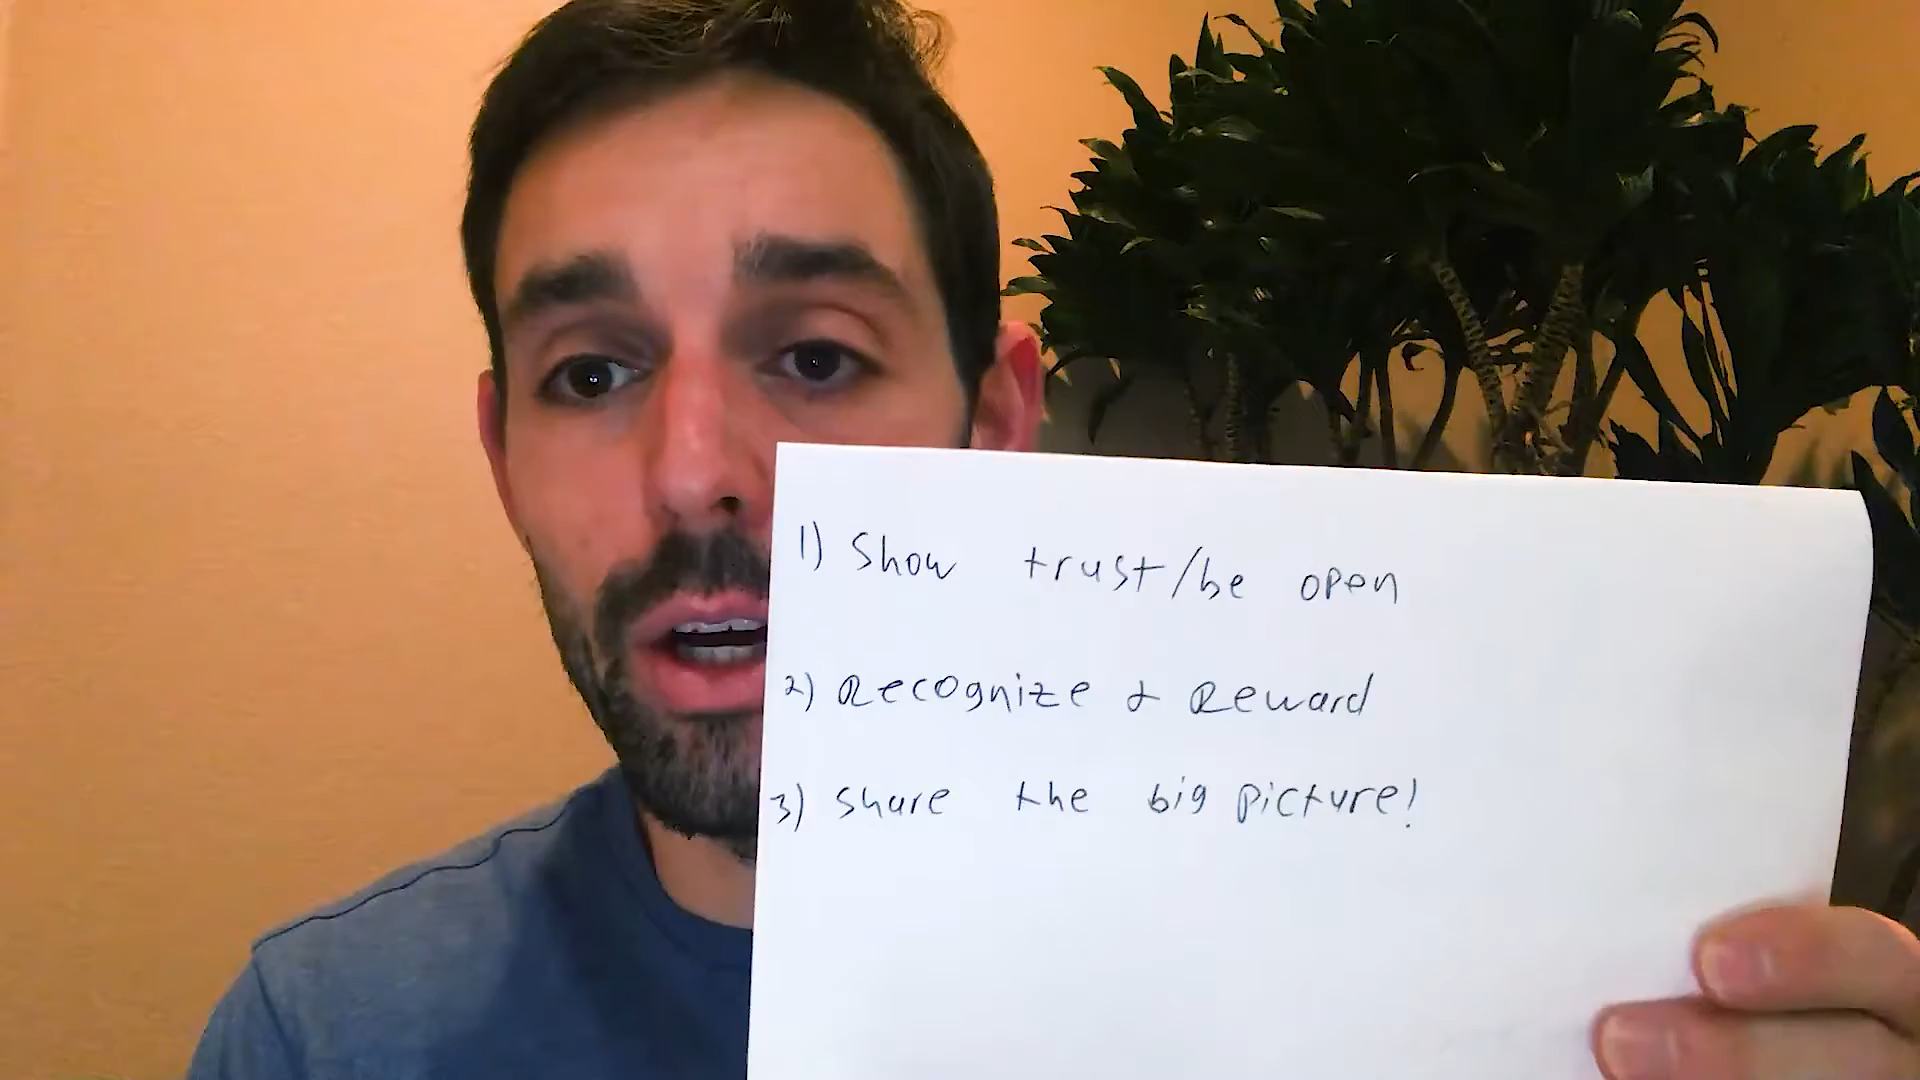 1) Show trust/be open
2) Recognize & Reward
3) Share the big picture!